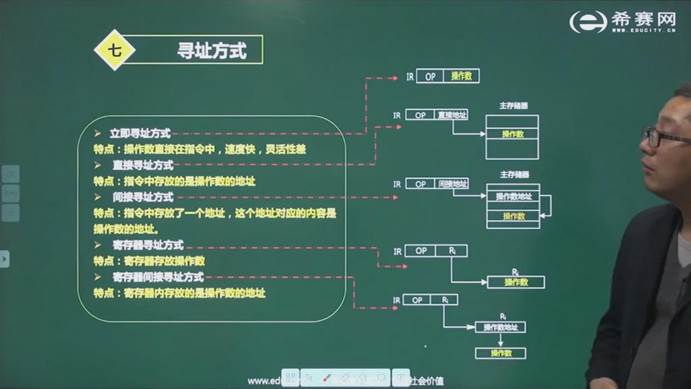 希赛网
WWW.EDUCITY.CN
七 寻址方式
立即寻址方式
特点：操作数直接在指令中，速度快，灵活性差
直接寻址方式
特点：指令中存放的是操作数的地址
间接寻址方式
特点：指令中存放了一个地址，这个地址对应的内容是
操作数的地址。
寄存器寻址方式
特点：寄存器存放操作数
寄存器间接寻址方式
特点：寄存器内存放的是操作数的地址
IR OP 操作数
主存储器
IR OP 直接地址
操作数
主存储器
IR OP 间接地址
操作数地址
操作数
IR OP Ri
Ri
操作数
IR OP Ri
Ri
操作数地址
操作数
www.edu
社会价值